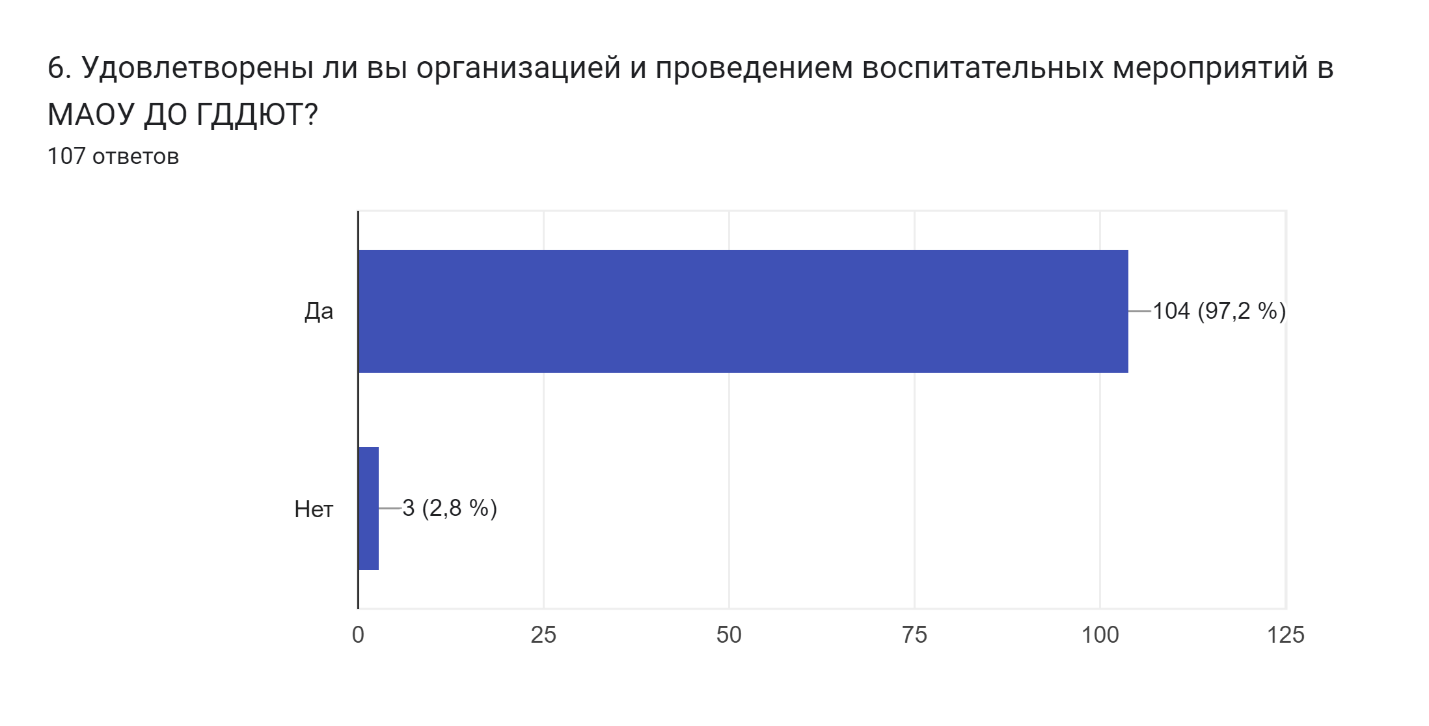 6. Удовлетворены ли вы организацией и проведением воспитательных мероприятий в
МАОУ ДО ГДДЮТ?
107 ответов
Да
104 (97,2 %)
Нет
3 (2,8 %)
0
25
50
75
100
125